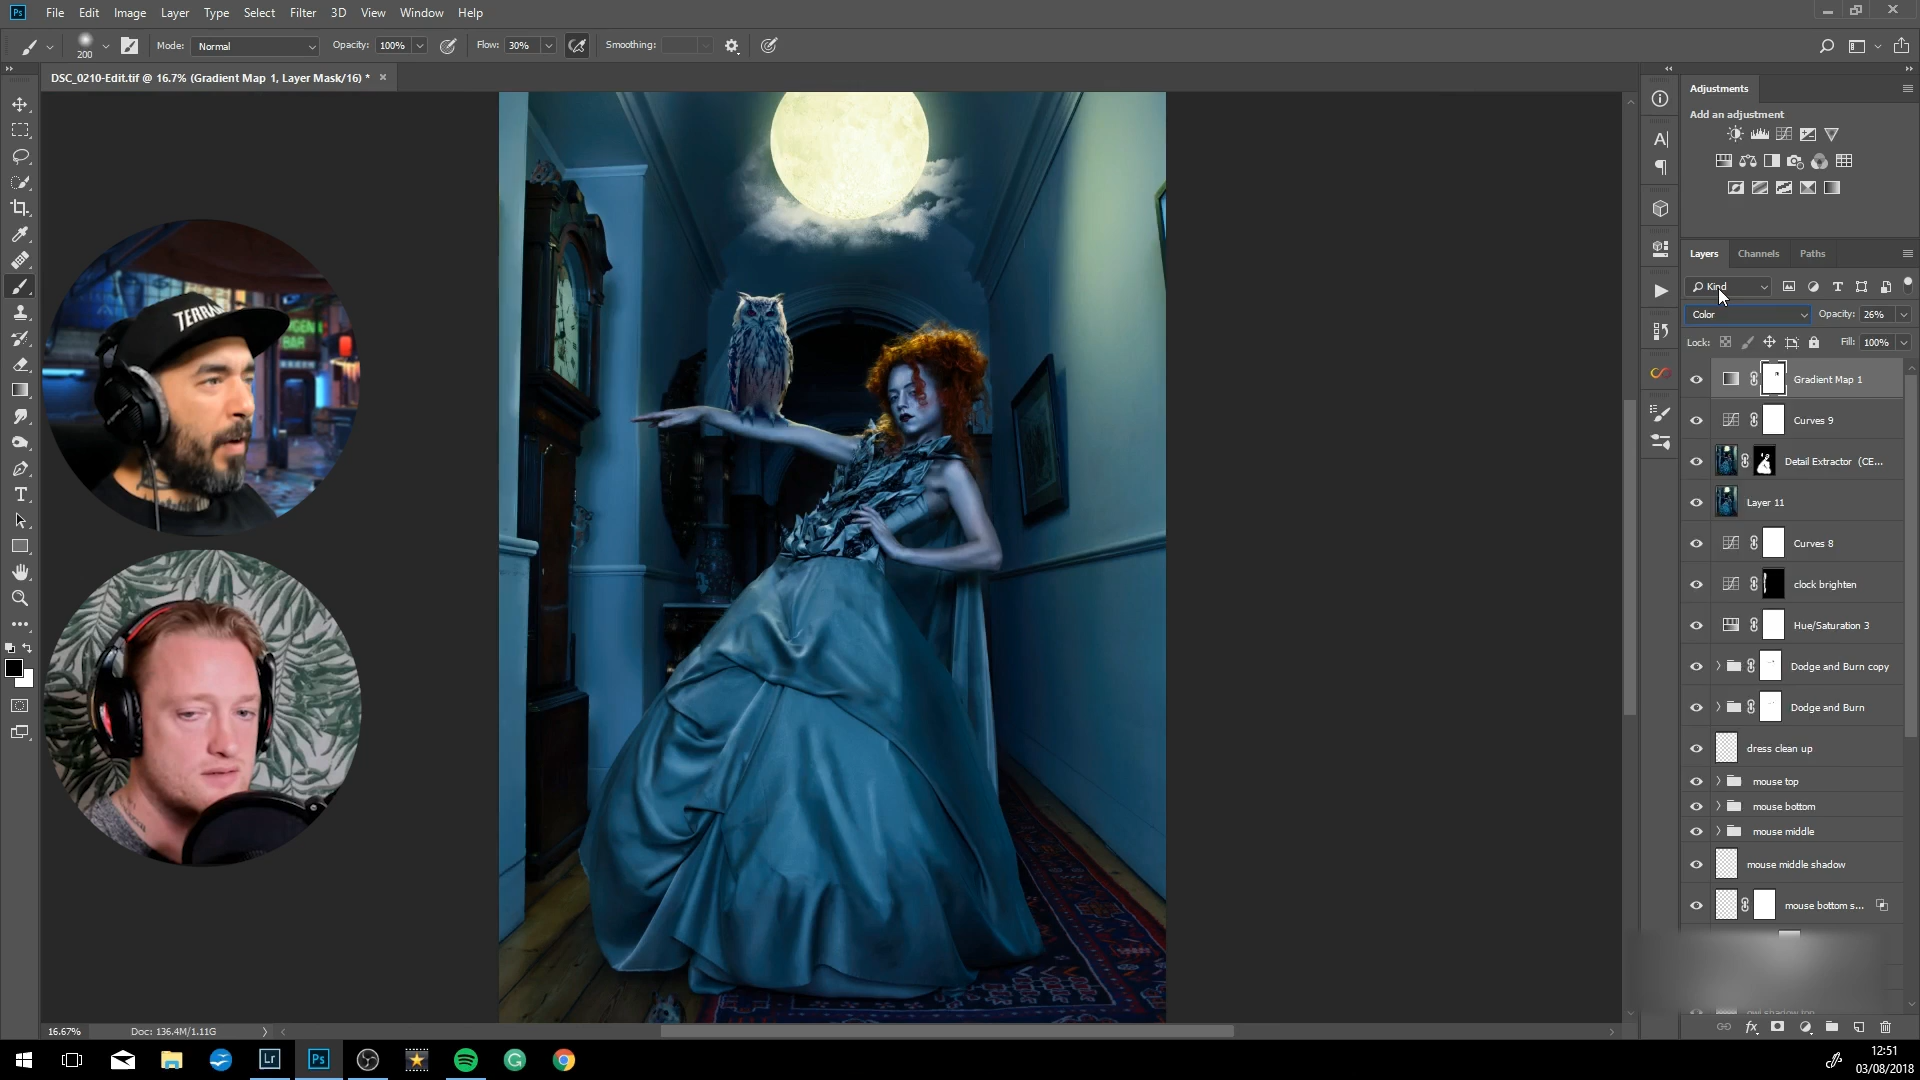 Ps File Edit Image Layer Type Select Filter 3D View Window Help
200 Mode: Normal Opacity: 100% Flow: 30% Smoothing:
DSC_0210-Edit.tif @ 16.7% (Gradient Map 1, Layer Mask/16) *
Adjustments
Add an adjustment
Layers Channels Paths
Kind
Color Opacity: 26%
Lock: Fill: 100%
Gradient Map 1
Curves 9
Detail Extractor (CE...
Layer 11
Curves 8
clock brighten
Hue/Saturation 3
Dodge and Burn copy
Dodge and Burn
dress clean up
mouse top
mouse bottom
mouse middle
mouse middle shadow
mouse bottom s...
BAR
16.67% Doc: 136.4M/1.11G
Lr Ps
12:51
03/08/2018